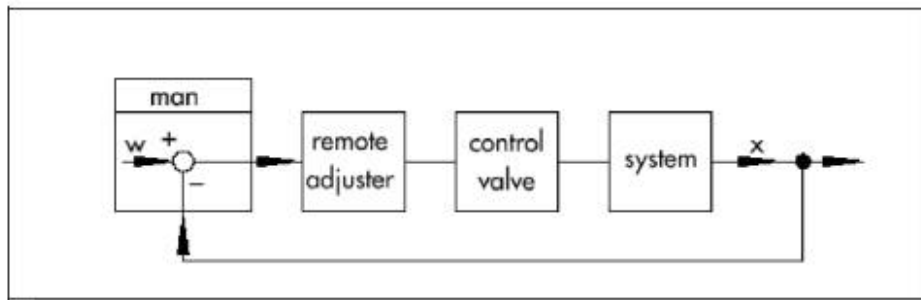 man
w
+
−
remote
adjuster
control
valve
system
x